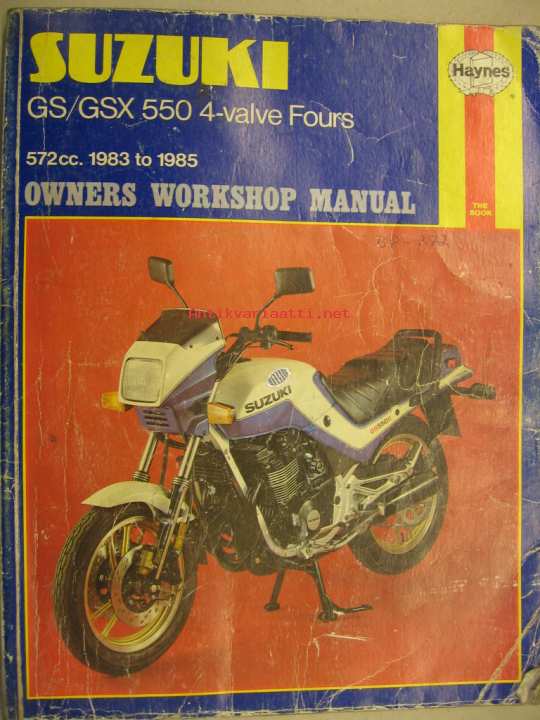 SUZUKI
Haynes
GS/GSX 550 4-valve Fours
572cc. 1983 to 1985
OWNERS WORKSHOP MANUAL
THE
BOOK
antikvariaatti.net
SUZUKI